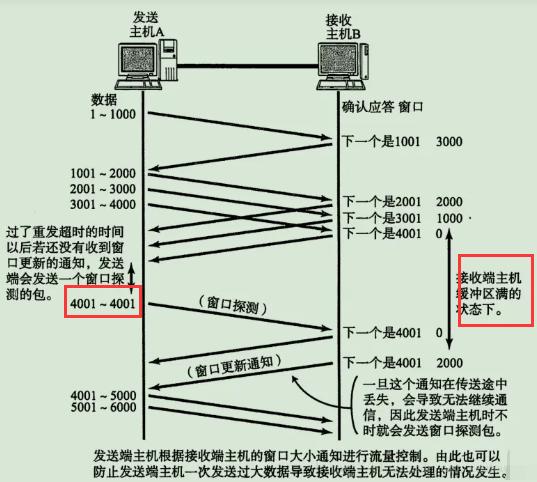 发送
主机A
接收
主机B
数据
确认应答 窗口
1～1000
下一个是1001 3000
1001～2000
2001～3000
3001～4000
下一个是2001 2000
下一个是3001 1000
下一个是4001 0
过了重发超时的时间
以后若还没有收到窗
口更新的通知，发送
端会发送一个窗口探
测的包。
4001～4001
（窗口探测）
接收端主机
缓冲区满的
状态下。
下一个是4001 0
（窗口更新通知）
下一个是4001 2000
4001～5000
5001～6000
一旦这个通知在传送途中
丢失，会导致无法继续通
信，因此发送端主机时不
时就会发送窗口探测包。
发送端主机根据接收端主机的窗口大小通知进行流量控制。由此也可以
防止发送端主机一次发送过大数据导致接收端主机无法处理的情况发生。